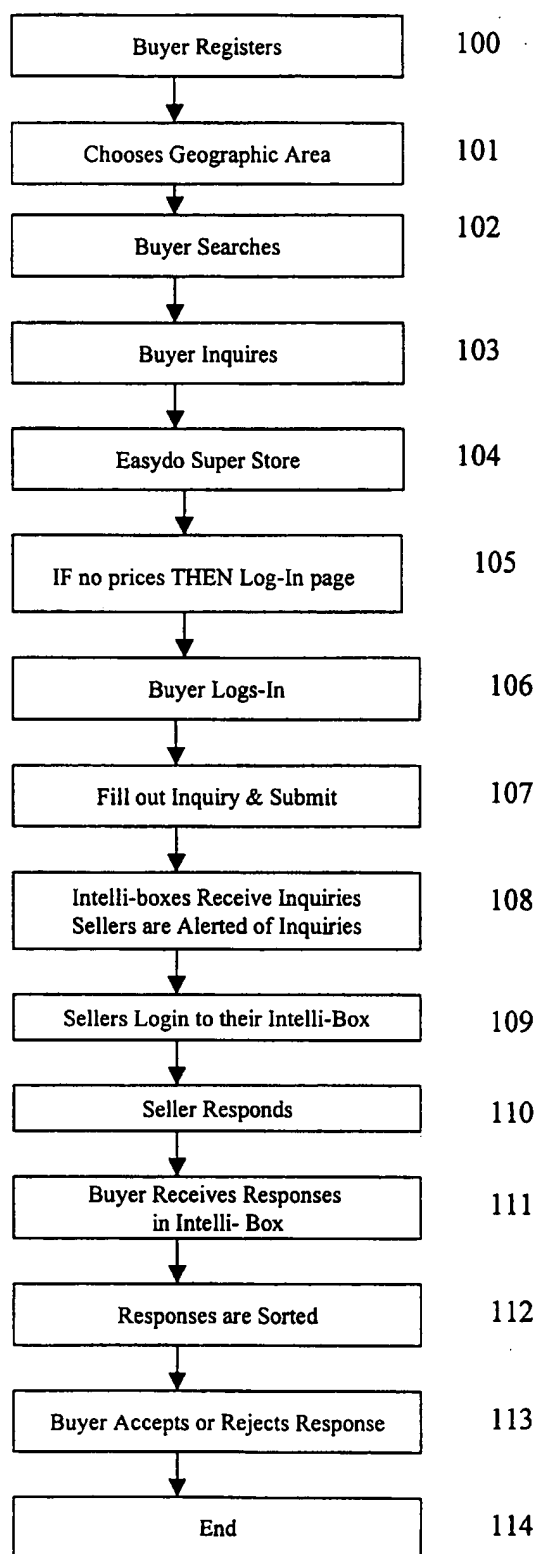 Buyer Registers 100
Chooses Geographic Area 101
Buyer Searches 102
Buyer Inquires 103
Easydo Super Store 104
IF no prices THEN Log-In page 105
Buyer Logs-In 106
Fill out Inquiry & Submit 107
Intelli-boxes Receive Inquiries 108
Sellers are Alerted of Inquiries
Sellers Login to their Intelli-Box 109
Seller Responds 110
Buyer Receives Responses 111
in Intelli- Box
Responses are Sorted 112
Buyer Accepts or Rejects Response 113
End 114